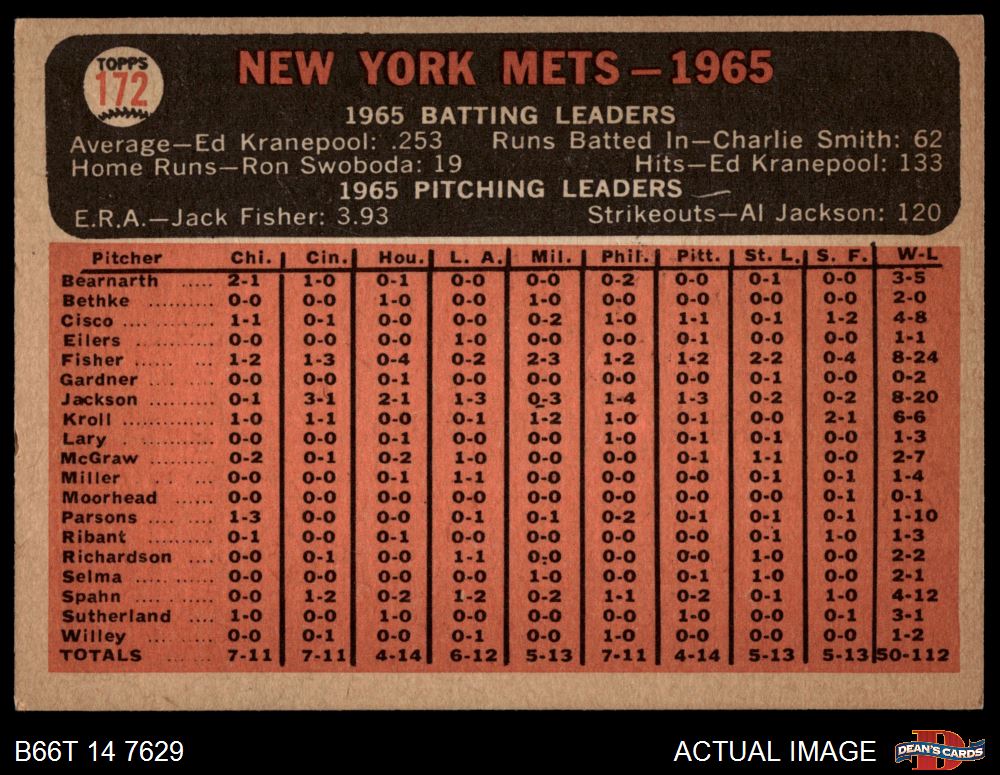 TOPPS
172
NEW YORK METS — 1965
1965 BATTING LEADERS
Average—Ed Kranepool: .253 Runs Batted In—Charlie Smith: 62
Home Runs—Ron Swoboda: 19 Hits—Ed Kranepool: 133
1965 PITCHING LEADERS
E.R.A.—Jack Fisher: 3.93 Strikeouts—Al Jackson: 120
Pitcher Chi. Cin. Hou. L. A. Mil. Phil. Pitt. St. L. S. F. W-L
Bearnarth ..... 2-1 1-0 0-1 0-0 0-0 0-2 0-0 0-1 0-0 3-5
Bethke .......... 0-0 0-0 1-0 0-0 1-0 0-0 0-0 0-0 0-0 2-0
Cisco .............. 1-1 0-1 0-0 0-0 0-2 1-0 1-1 0-1 1-2 4-8
Eilers .............. 0-0 0-0 0-0 1-0 0-0 0-0 0-1 0-0 0-0 1-1
Fisher ............ 1-2 1-3 0-4 0-2 2-3 1-2 1-2 2-2 0-4 8-24
Gardner ......... 0-0 0-0 0-1 0-0 0-0 0-0 0-0 0-1 0-0 0-2
Jackson .......... 0-1 3-1 2-1 1-3 0-3 1-4 1-3 0-2 0-2 8-20
Kroll .............. 1-0 1-1 0-0 0-1 1-2 1-0 0-1 0-0 2-1 6-6
Lary ................ 0-0 0-0 0-1 0-0 0-0 1-0 0-1 0-1 0-0 1-3
McGraw .......... 0-2 0-1 0-2 1-0 0-0 0-0 0-1 1-1 0-0 2-7
Miller ............. 0-0 0-1 0-1 1-1 0-0 0-0 0-0 0-0 0-1 1-4
Moorhead ...... 0-0 0-0 0-0 0-0 0-0 0-0 0-0 0-0 0-1 0-1
Parsons .......... 1-3 0-0 0-0 0-1 0-1 0-2 0-1 0-1 0-1 1-10
Ribant ............ 0-1 0-0 0-1 0-0 0-0 0-0 0-0 0-1 1-0 1-3
Richardson .... 0-0 0-1 0-0 1-1 0-0 0-0 0-0 1-0 0-0 2-2
Selma ............. 0-0 0-0 0-0 0-0 1-0 0-0 0-1 1-0 0-0 2-1
Spahn ............ 0-0 1-2 0-2 1-2 0-2 1-1 0-2 0-1 1-0 4-12
Sutherland .... 1-0 0-0 1-0 0-0 0-0 0-0 1-0 0-0 0-1 3-1
Willey ............ 0-0 0-1 0-0 0-1 0-0 1-0 0-0 0-0 0-0 1-2
TOTALS ....... 7-11 7-11 4-14 6-12 5-13 7-11 4-14 5-13 5-13 50-112
B66T 14 7629 ACTUAL IMAGE DEAN'S CARDS